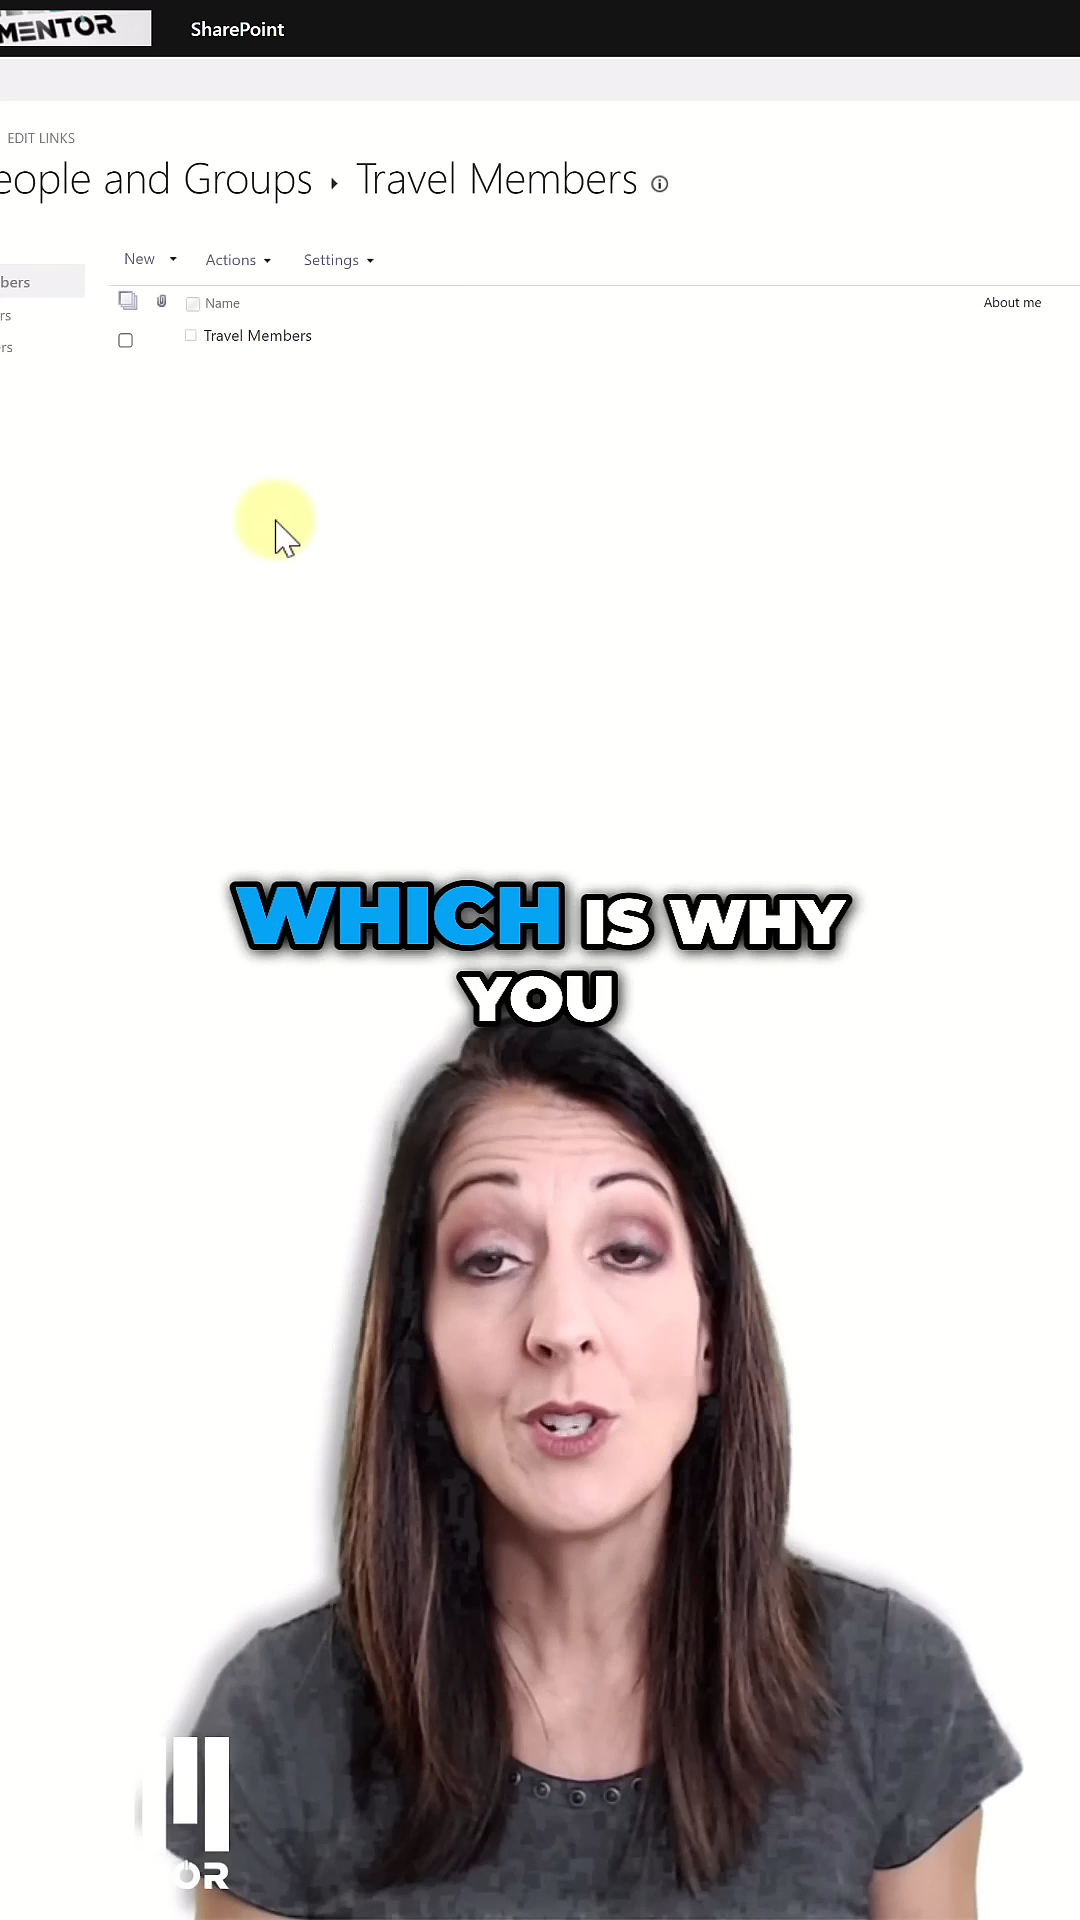 MENTOR
SharePoint
EDIT LINKS
eople and Groups ▸ Travel Members
New
Actions
Settings
bers
Name
About me
rs
Travel Members
ers
WHICH IS WHY
YOU
OR